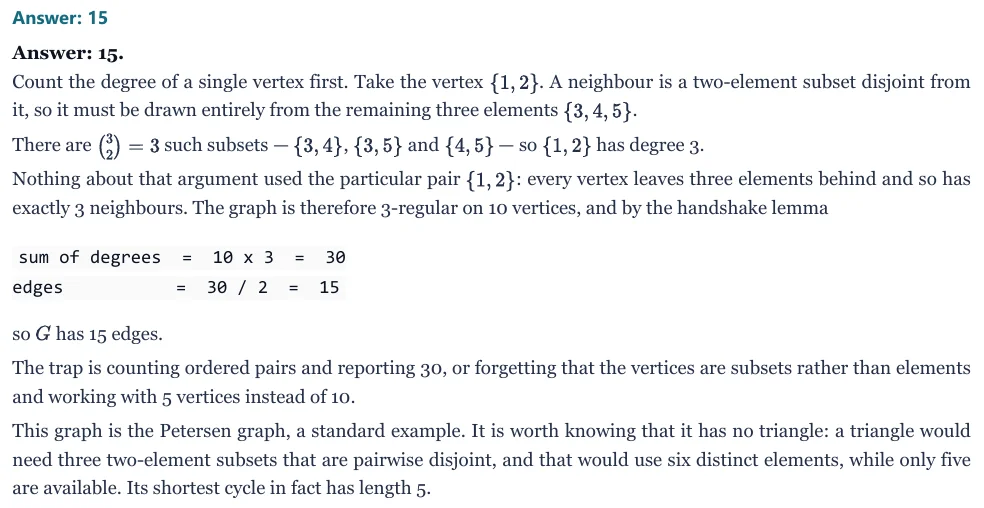 Answer: 15
Answer: 15.
Count the degree of a single vertex first. Take the vertex {1, 2}. A neighbour is a two-element subset disjoint from
it, so it must be drawn entirely from the remaining three elements {3, 4, 5}.
There are (3 2) = 3 such subsets — {3, 4}, {3, 5} and {4, 5} — so {1, 2} has degree 3.
Nothing about that argument used the particular pair {1, 2}: every vertex leaves three elements behind and so has
exactly 3 neighbours. The graph is therefore 3-regular on 10 vertices, and by the handshake lemma
sum of degrees = 10 x 3 = 30
edges = 30 / 2 = 15
so G has 15 edges.
The trap is counting ordered pairs and reporting 30, or forgetting that the vertices are subsets rather than elements
and working with 5 vertices instead of 10.
This graph is the Petersen graph, a standard example. It is worth knowing that it has no triangle: a triangle would
need three two-element subsets that are pairwise disjoint, and that would use six distinct elements, while only five
are available. Its shortest cycle in fact has length 5.